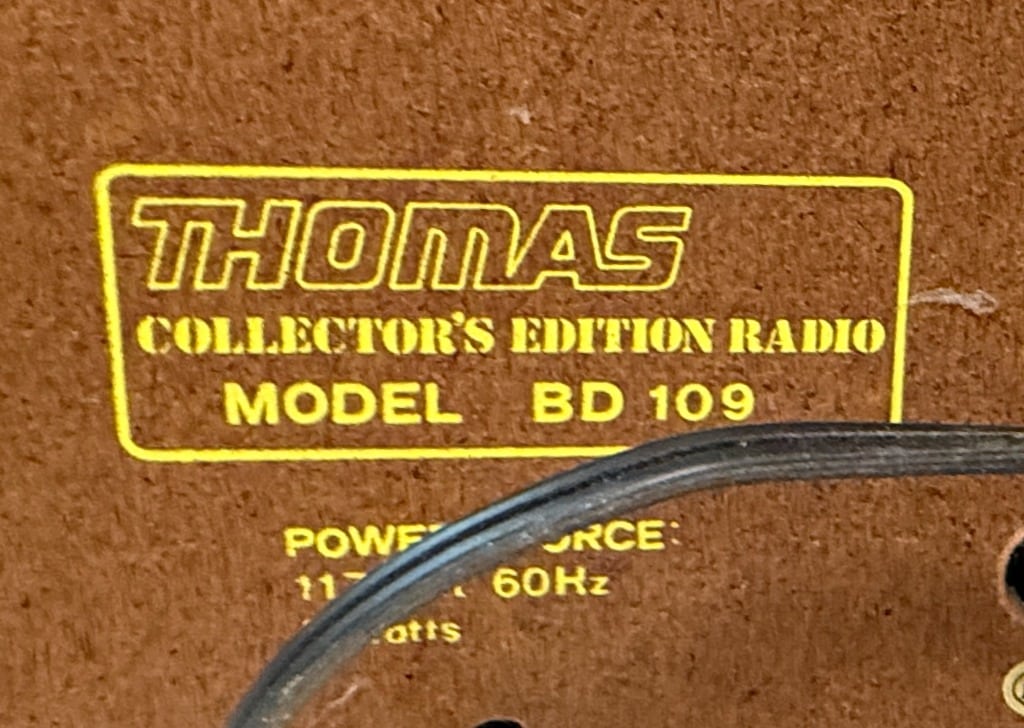 THOMAS
COLLECTOR'S EDITION RADIO
MODEL BD 109
60Hz